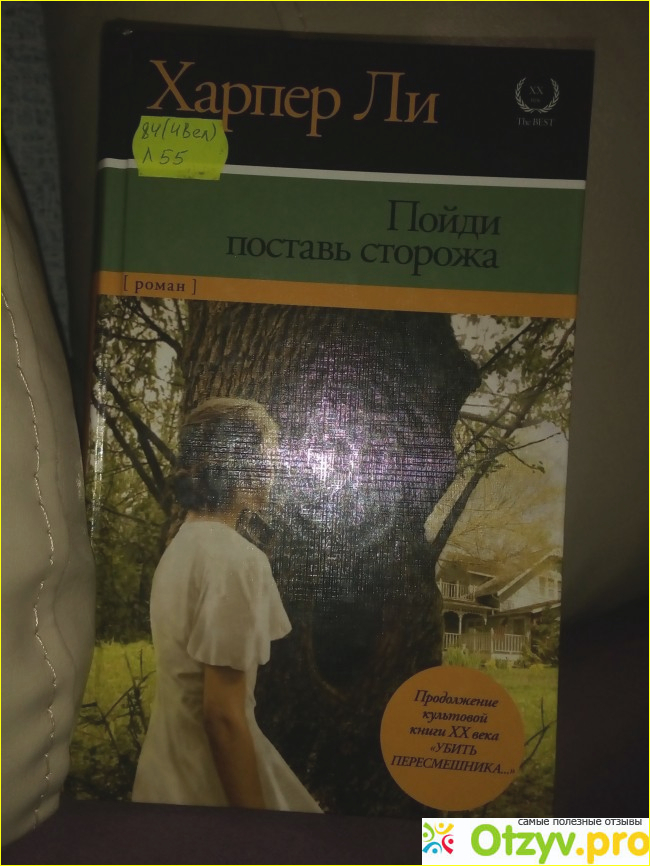 Харпер Ли
XX
The BEST
84(4Вел)
Л 55
Пойди
поставь сторожа
[ роман ]
Продолжение
культовой
книги XX века
«УБИТЬ
ПЕРЕСМЕШНИКА...»
самые полезные отзывы
Otzyv.pro